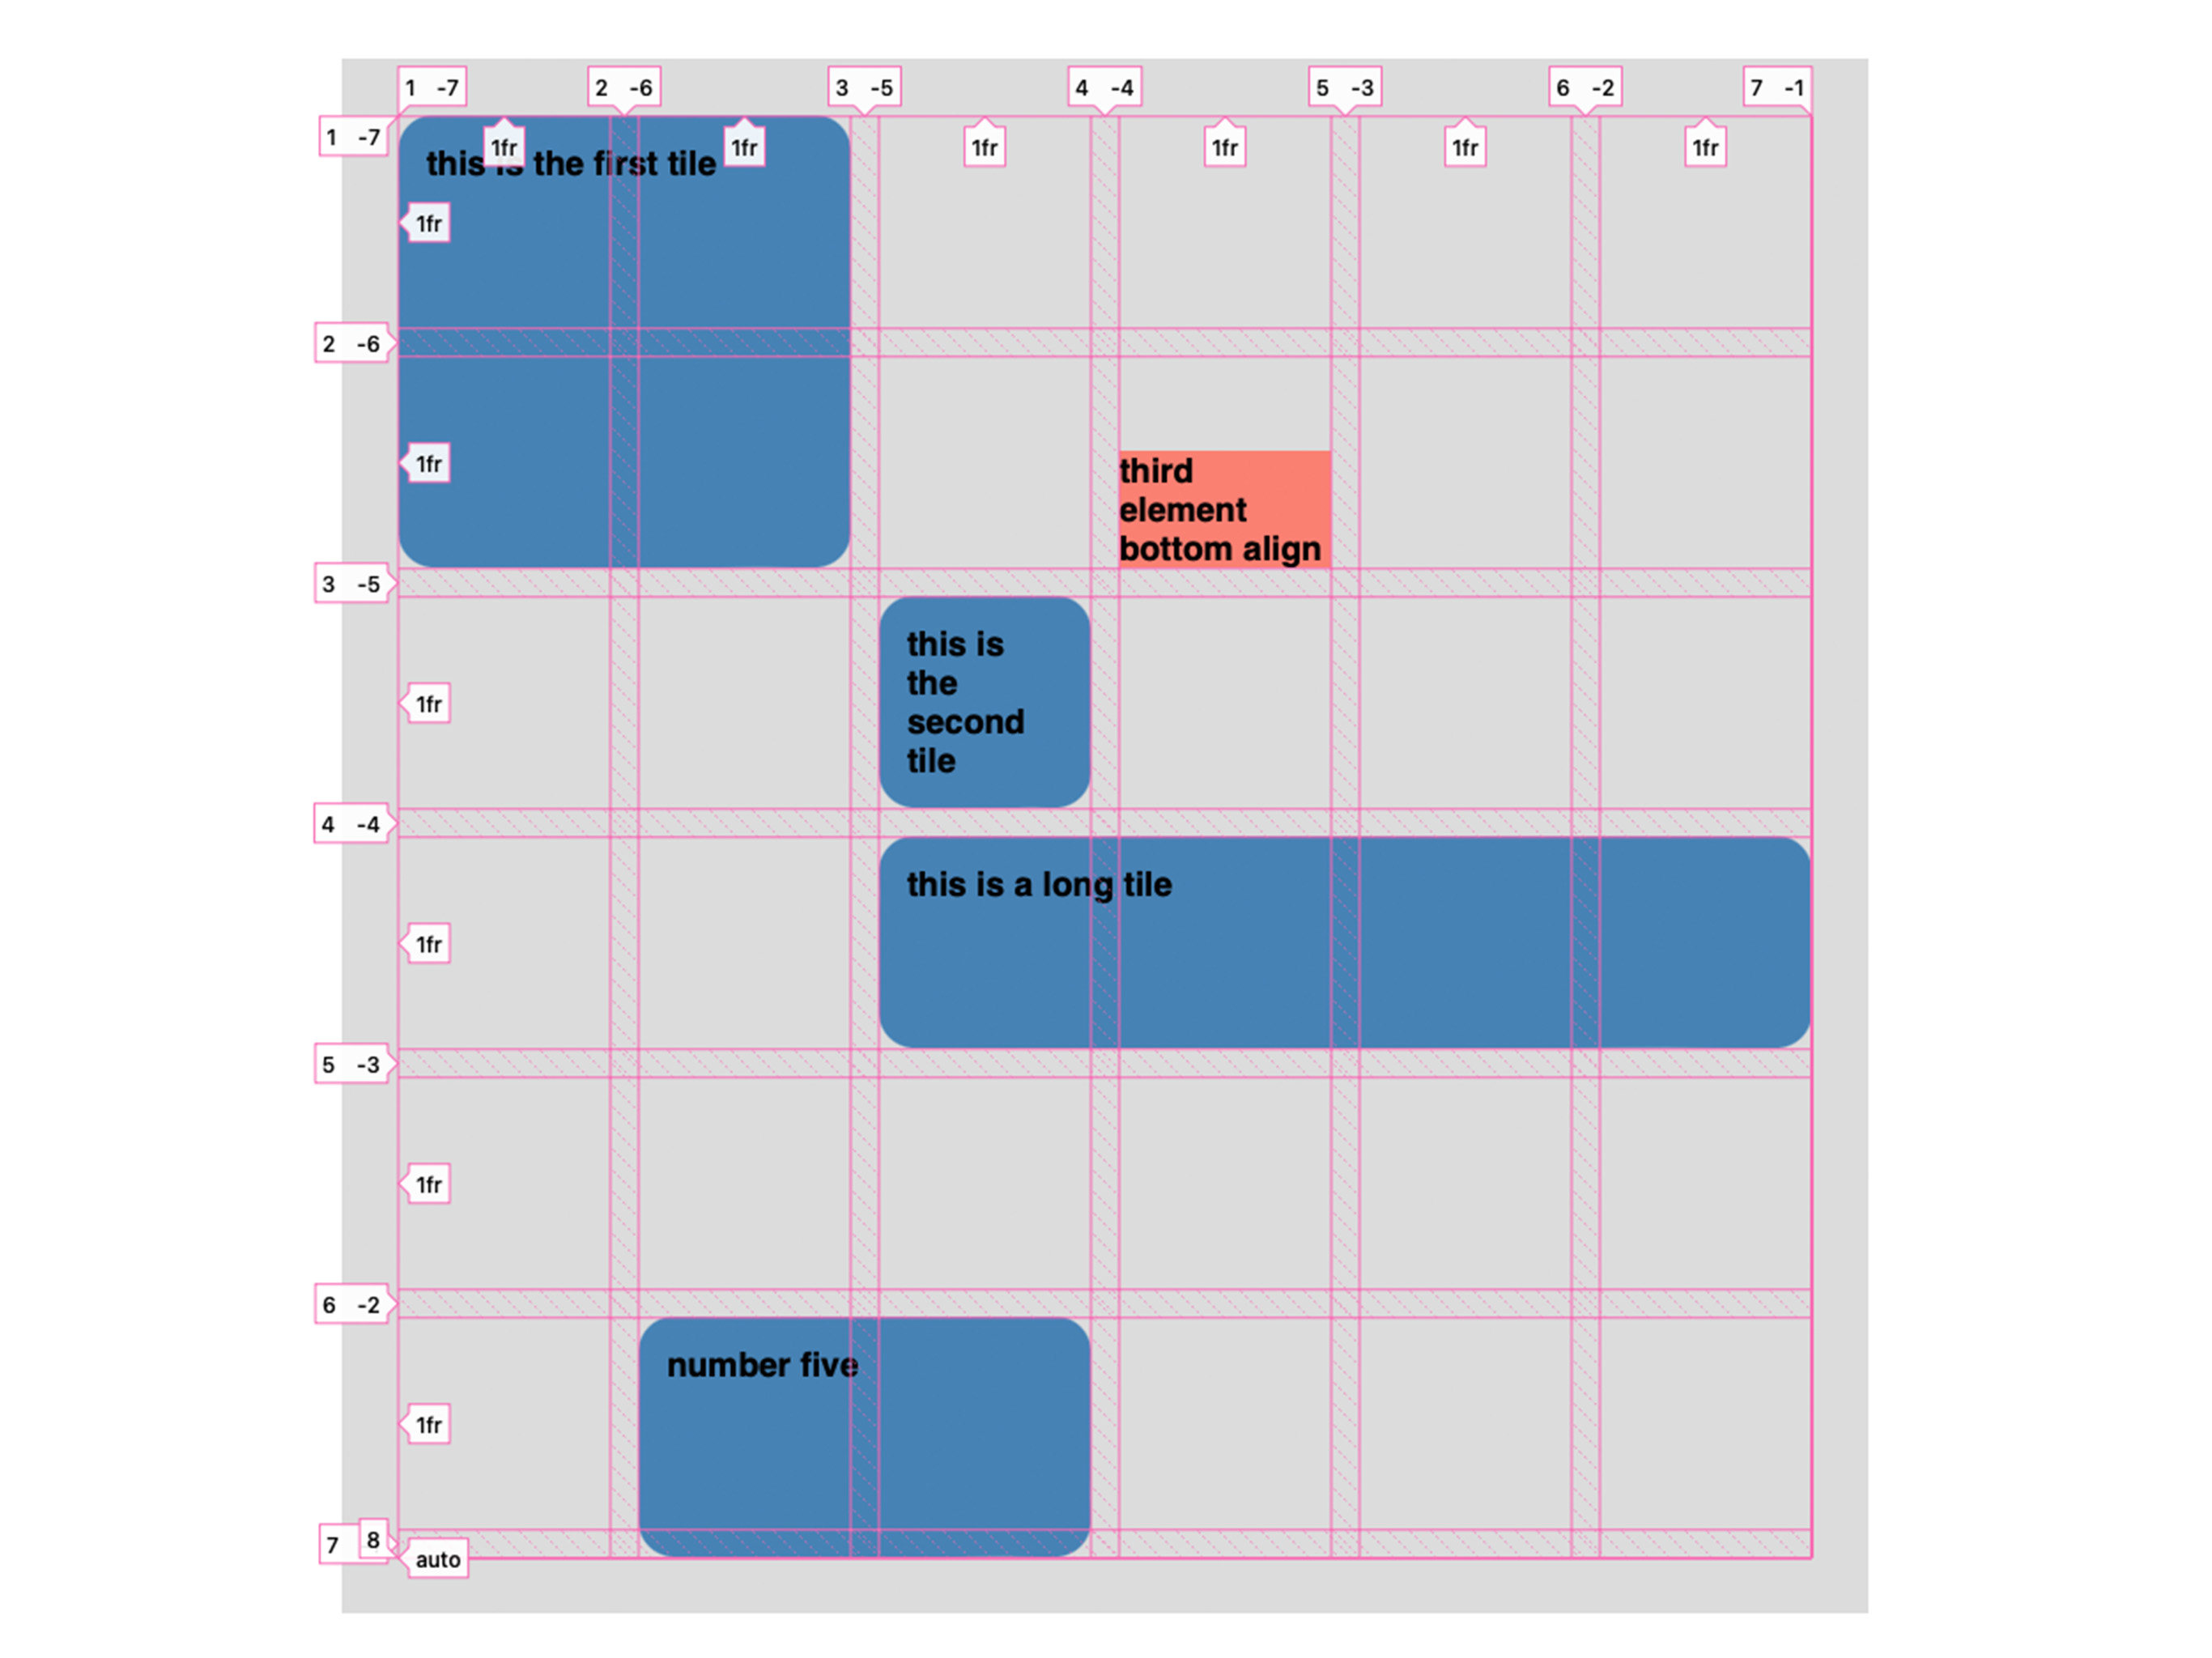 1 -7
2 -6
3 -5
4 -4
5 -3
6 -2
7 -1
1 -7
1fr
1fr
1fr
1fr
1fr
1fr
this is the first tile
1fr
2 -6
1fr
third
element
bottom align
3 -5
this is
the
second
tile
1fr
4 -4
this is a long tile
1fr
5 -3
1fr
6 -2
number five
1fr
7
8
auto